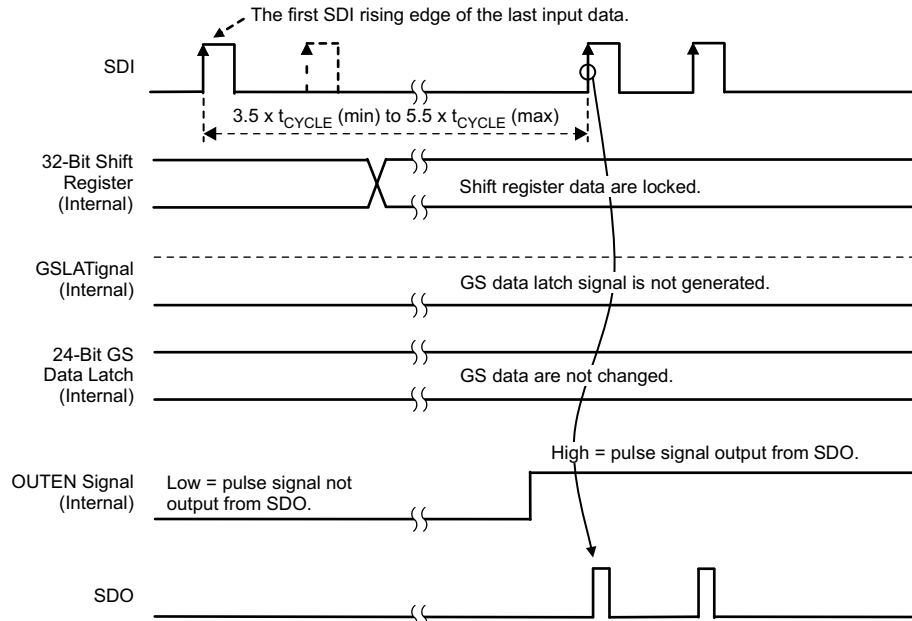 The first SDI rising edge of the last input data.
SDI
3.5 x tCYCLE (min) to 5.5 x tCYCLE (max)
32-Bit Shift
Register
(Internal)
Shift register data are locked.
GSLATignal
(Internal)
GS data latch signal is not generated.
24-Bit GS
Data Latch
(Internal)
GS data are not changed.
High = pulse signal output from SDO.
OUTEN Signal
(Internal)
Low = pulse signal not
output from SDO.
SDO